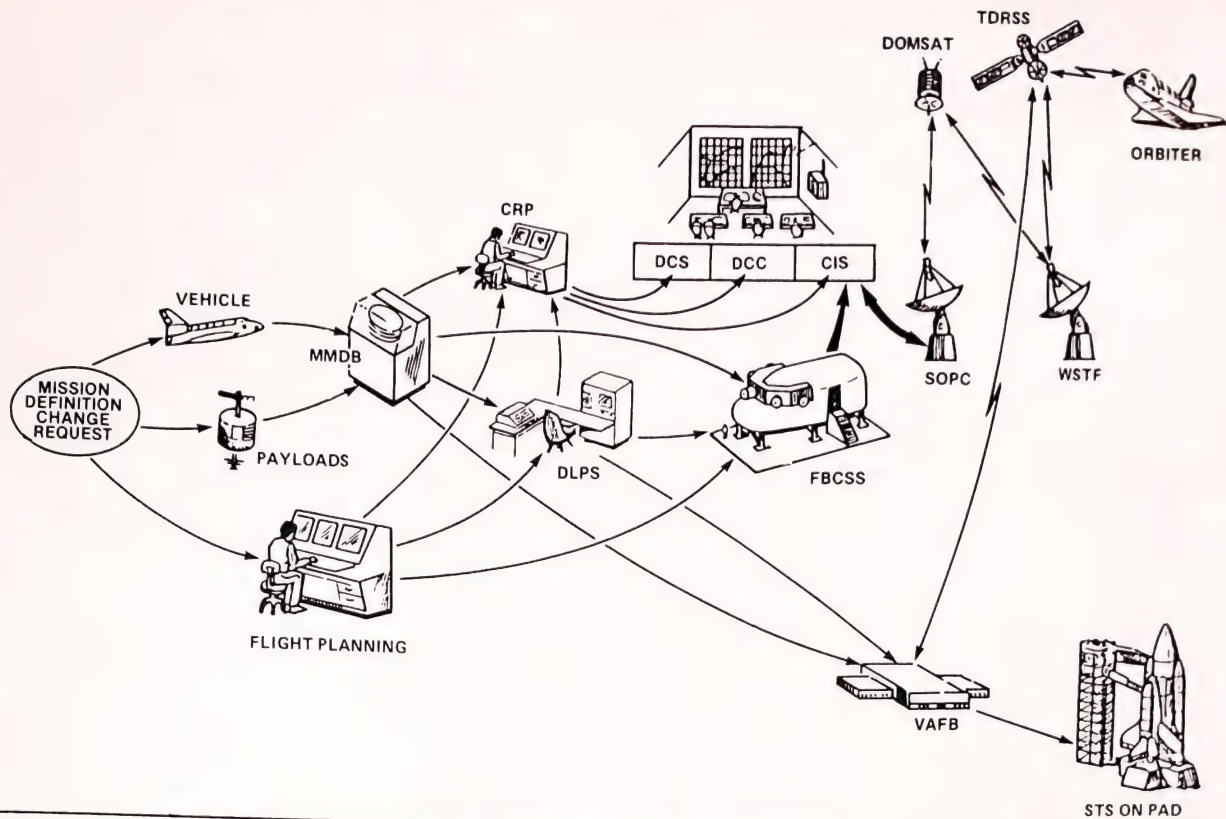 TDRSS
DOMSAT
ORBITER
CRP
DCS
DCC
CIS
VEHICLE
MMDB
SOPC
WSTF
MISSION
DEFINITION
CHANGE
REQUEST
PAYLOADS
DLPS
FBCSS
FLIGHT PLANNING
VAFB
STS ON PAD